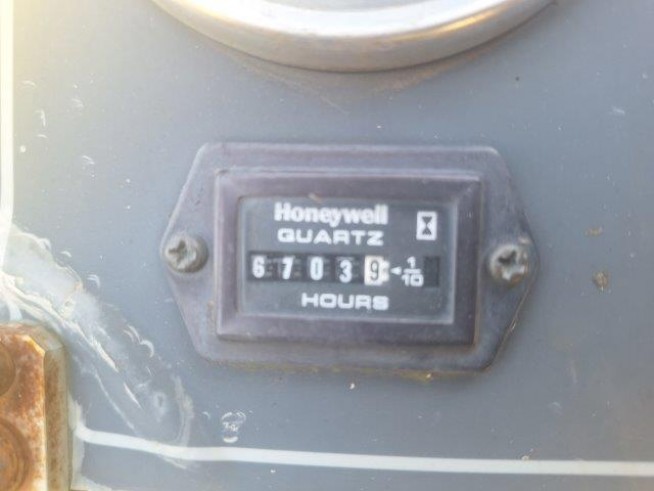 Honeywell
QUARTZ
67039 ◂ 1/10
HOURS